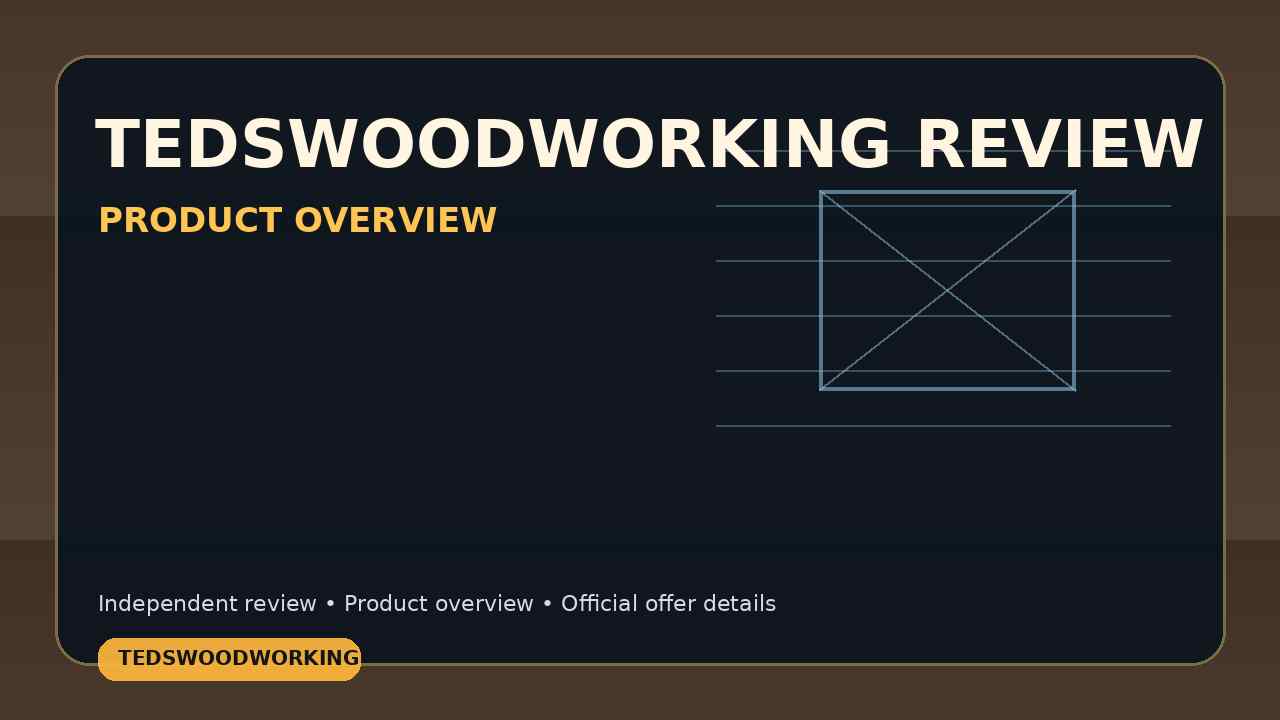 TEDSWOODWORKING REVIEW
PRODUCT OVERVIEW
Independent review • Product overview • Official offer details
TEDSWOODWORKING